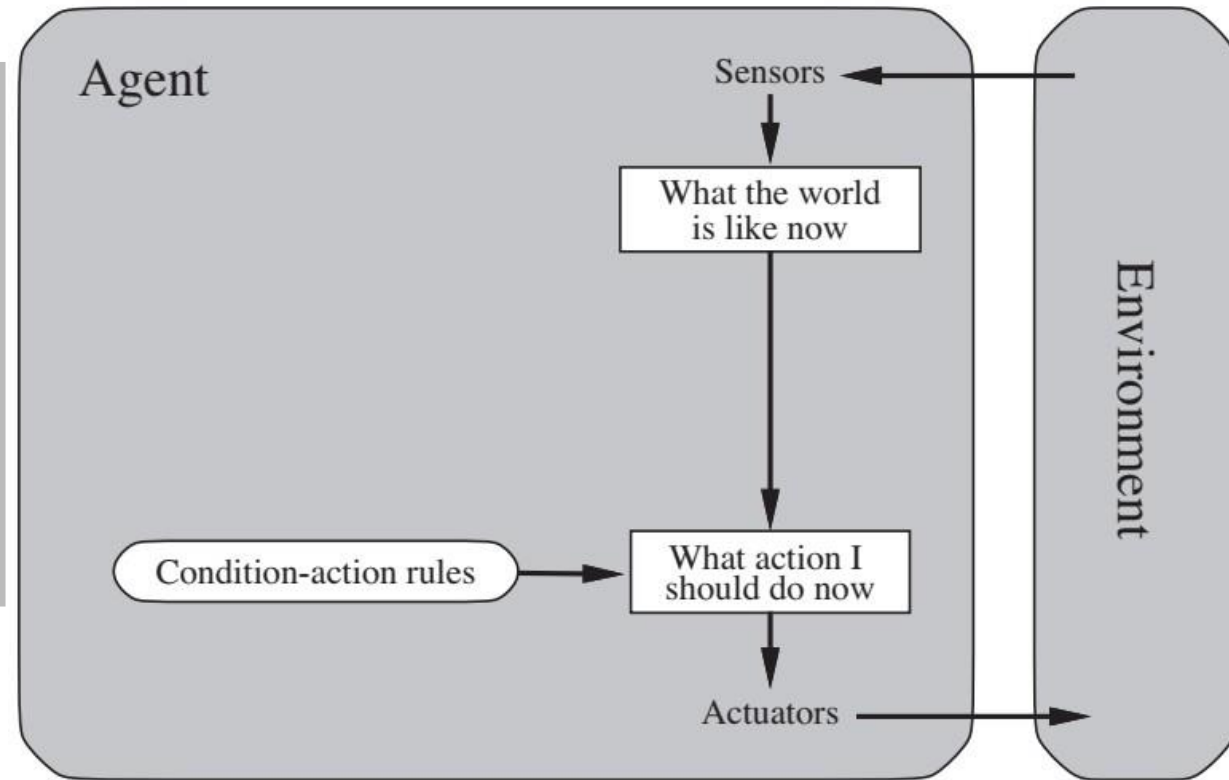 Agent
Sensors
What the world
is like now
Environment
Condition-action rules
What action I
should do now
Actuators